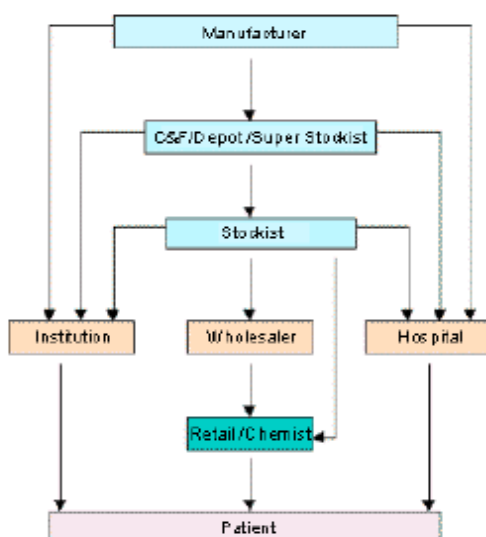 Manufacturer
C&F/Depot/Super Stockist
Stockist
Institution
Wholesaler
Hospital
Retail/Chemist
Patient